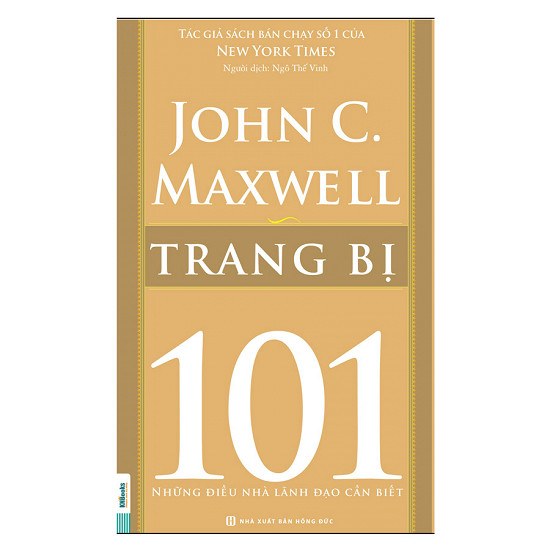 TÁC GIẢ SÁCH BÁN CHẠY SỐ 1 CỦA
NEW YORK TIMES
Người dịch: Ngô Thế Vinh
JOHN C.
MAXWELL
TRANG BỊ
101
NHỮNG ĐIỀU NHÀ LÃNH ĐẠO CẦN BIẾT
MCBooks
NHÀ XUẤT BẢN HỒNG ĐỨC